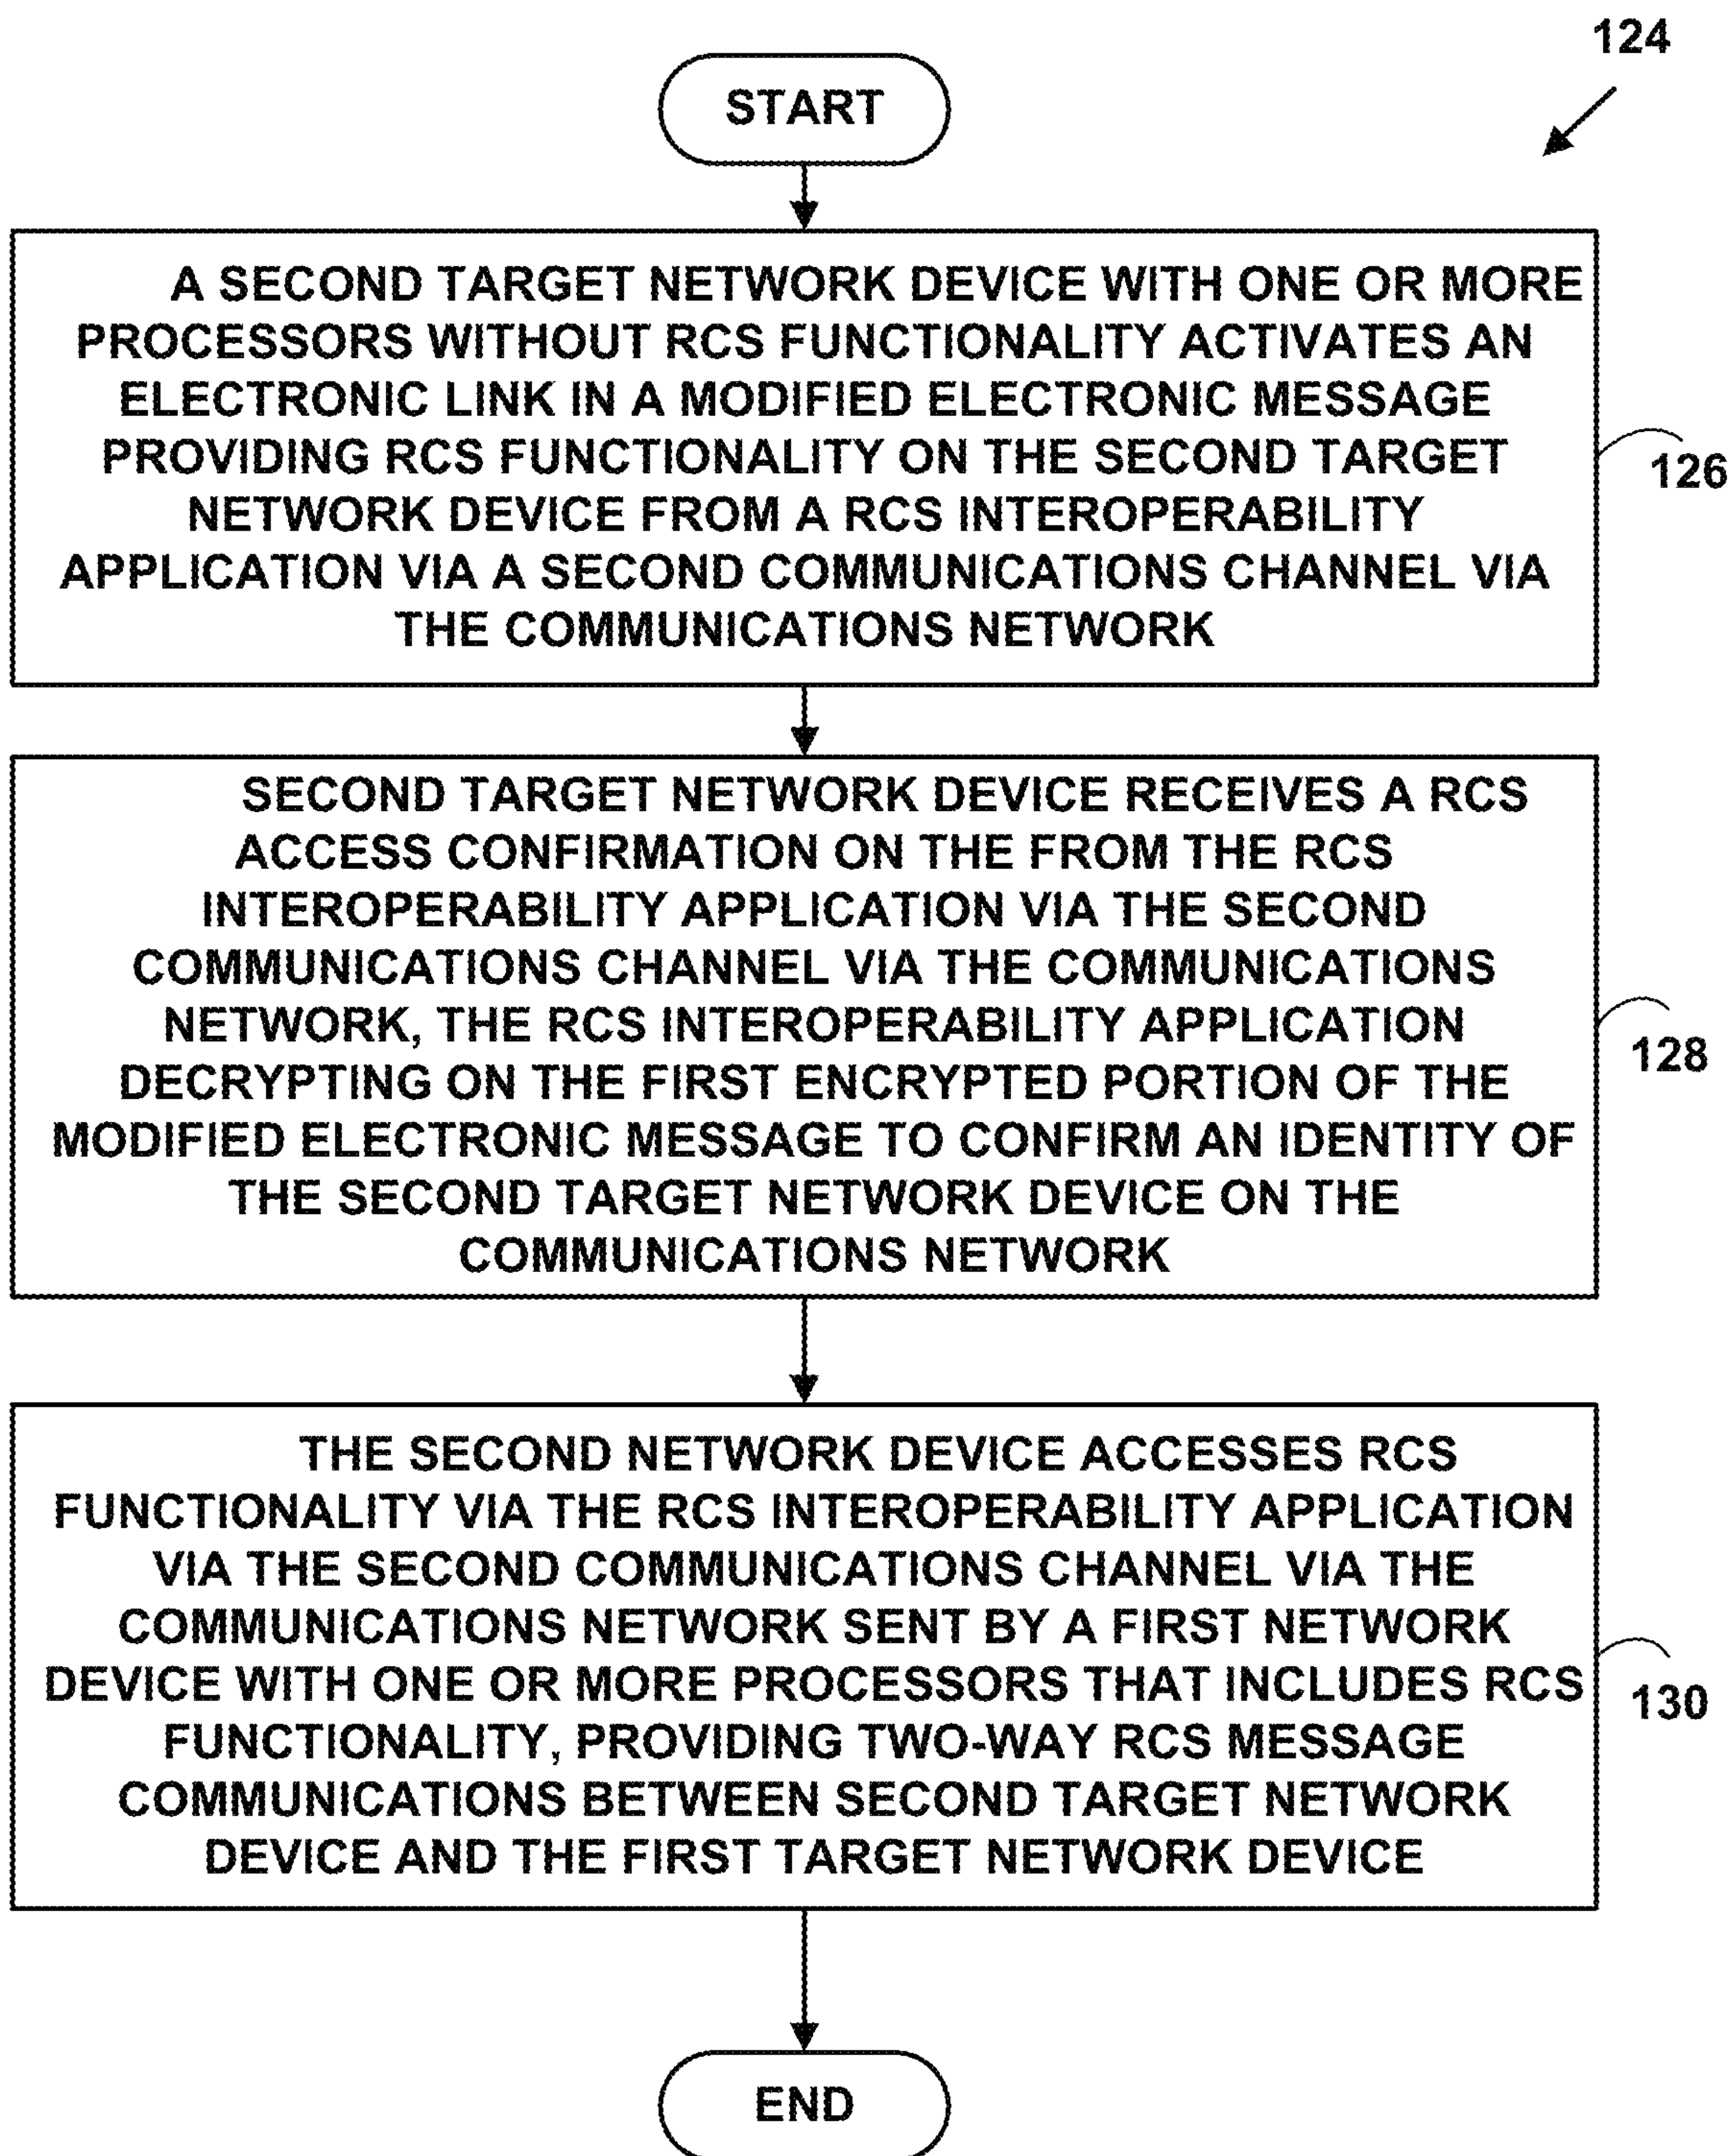 124
START
A SECOND TARGET NETWORK DEVICE WITH ONE OR MORE
PROCESSORS WITHOUT RCS FUNCTIONALITY ACTIVATES AN
ELECTRONIC LINK IN A MODIFIED ELECTRONIC MESSAGE
PROVIDING RCS FUNCTIONALITY ON THE SECOND TARGET
NETWORK DEVICE FROM A RCS INTEROPERABILITY
APPLICATION VIA A SECOND COMMUNICATIONS CHANNEL VIA
THE COMMUNICATIONS NETWORK
126
SECOND TARGET NETWORK DEVICE RECEIVES A RCS
ACCESS CONFIRMATION ON THE FROM THE RCS
INTEROPERABILITY APPLICATION VIA THE SECOND
COMMUNICATIONS CHANNEL VIA THE COMMUNICATIONS
NETWORK, THE RCS INTEROPERABILITY APPLICATION
DECRYPTING ON THE FIRST ENCRYPTED PORTION OF THE
MODIFIED ELECTRONIC MESSAGE TO CONFIRM AN IDENTITY OF
THE SECOND TARGET NETWORK DEVICE ON THE
COMMUNICATIONS NETWORK
128
THE SECOND NETWORK DEVICE ACCESSES RCS
FUNCTIONALITY VIA THE RCS INTEROPERABILITY APPLICATION
VIA THE SECOND COMMUNICATIONS CHANNEL VIA THE
COMMUNICATIONS NETWORK SENT BY A FIRST NETWORK
DEVICE WITH ONE OR MORE PROCESSORS THAT INCLUDES RCS
FUNCTIONALITY, PROVIDING TWO-WAY RCS MESSAGE
COMMUNICATIONS BETWEEN SECOND TARGET NETWORK
DEVICE AND THE FIRST TARGET NETWORK DEVICE
130
END